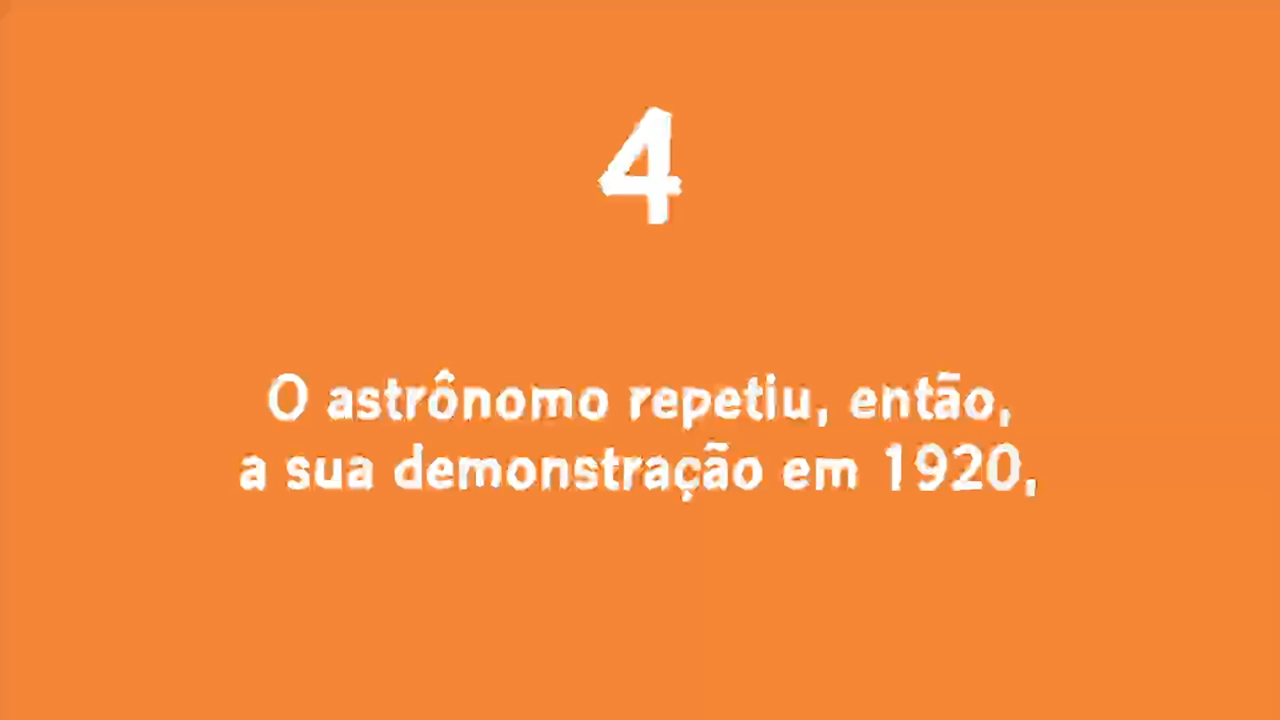 4
O astrônomo repetiu, então,
a sua demonstração em 1920,